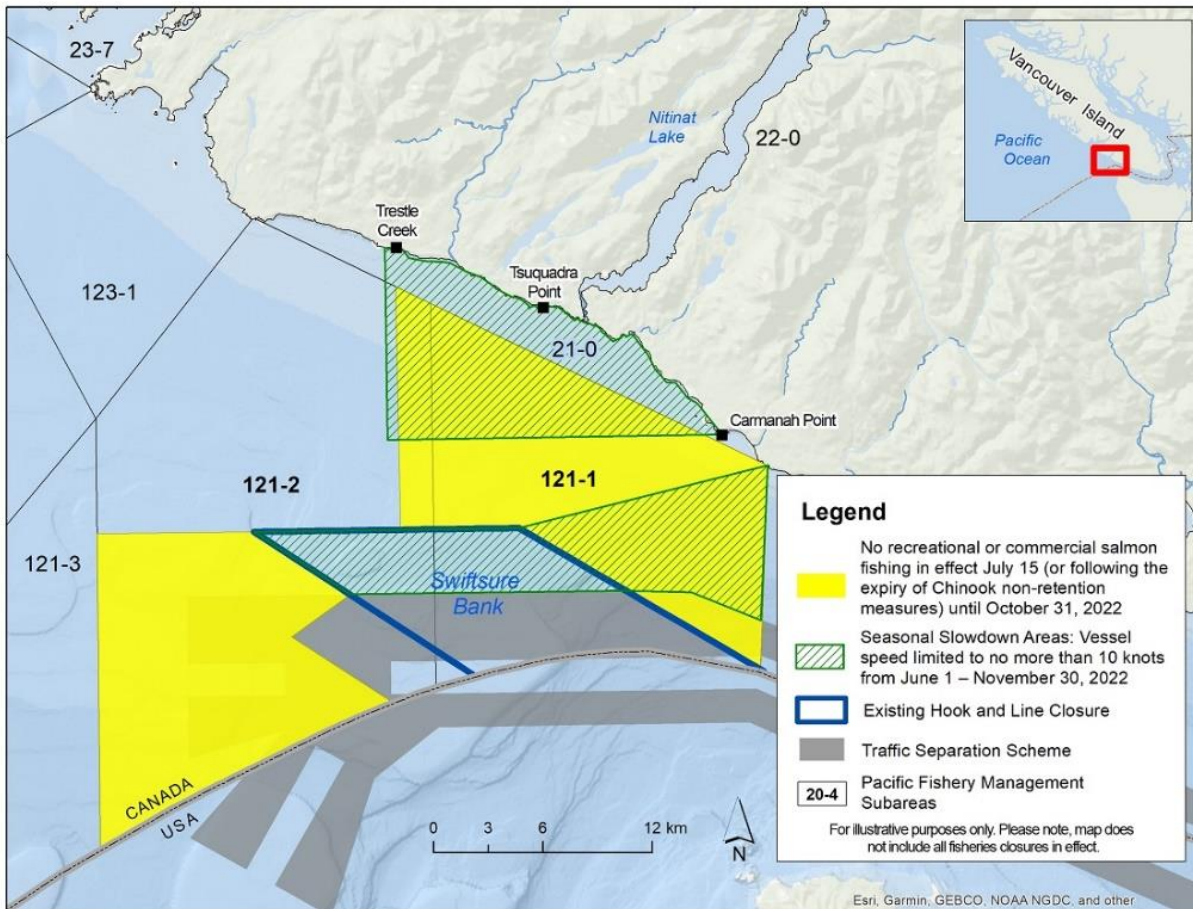 23-7
Nitinat
Lake
22-0
Vancouver Island
Pacific
Ocean
Trestle
Creek
Tsuquadra
Point
123-1
21-0
Carmanah Point
121-2
121-1
121-3
Swiftsure
Bank
CANADA
USA
0 3 6 12 km
N
Legend
No recreational or commercial salmon
fishing in effect July 15 (or following the
expiry of Chinook non-retention
measures) until October 31, 2022
Seasonal Slowdown Areas: Vessel
speed limited to no more than 10 knots
from June 1 – November 30, 2022
Existing Hook and Line Closure
Traffic Separation Scheme
20-4
Pacific Fishery Management
Subareas
For illustrative purposes only. Please note, map does
not include all fisheries closures in effect.
Esri, Garmin, GEBCO, NOAA NGDC, and other